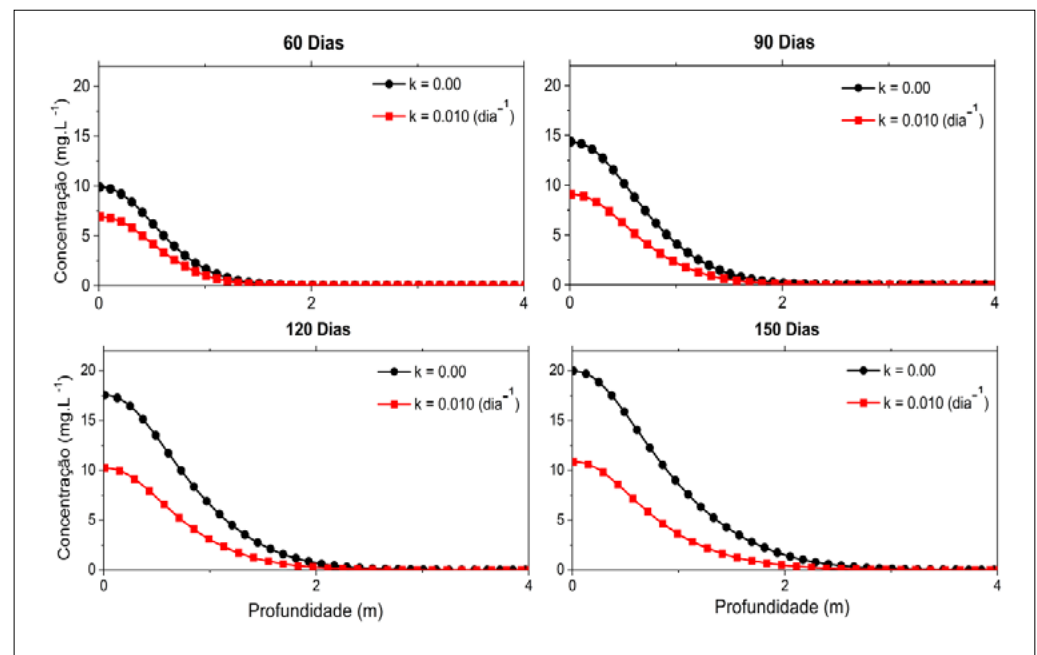 60 Dias
Concentração (mg.L⁻¹)
20
15
10
5
0
k = 0.00
k = 0.010 (dia⁻¹)
0
2
4
90 Dias
20
15
10
5
0
k = 0.00
k = 0.010 (dia⁻¹)
0
2
4
120 Dias
Concentração (mg.L⁻¹)
20
15
10
5
0
k = 0.00
k = 0.010 (dia⁻¹)
0
2
4
Profundidade (m)
150 Dias
20
15
10
5
0
k = 0.00
k = 0.010 (dia⁻¹)
0
2
4
Profundidade (m)